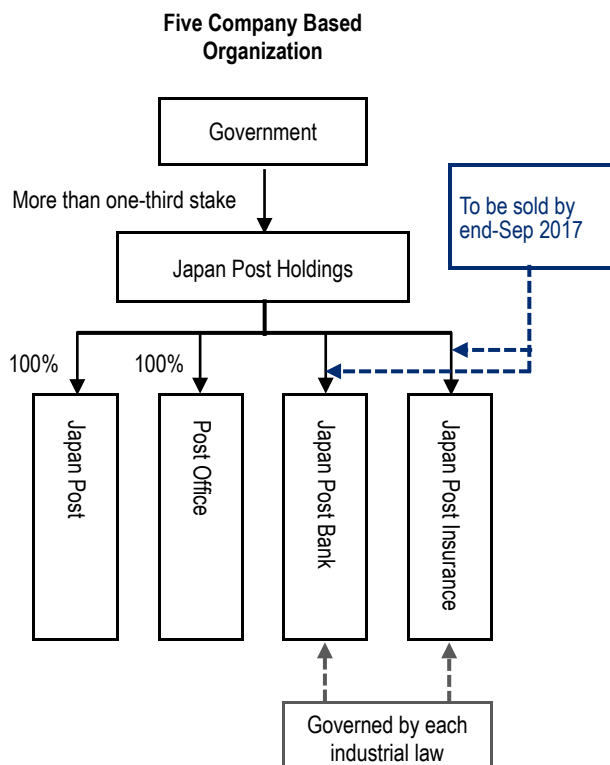 Five Company Based
Organization
Government
More than one-third stake
To be sold by
end-Sep 2017
Japan Post Holdings
100%
100%
Japan Post
Post Office
Japan Post Bank
Japan Post Insurance
Governed by each
industrial law